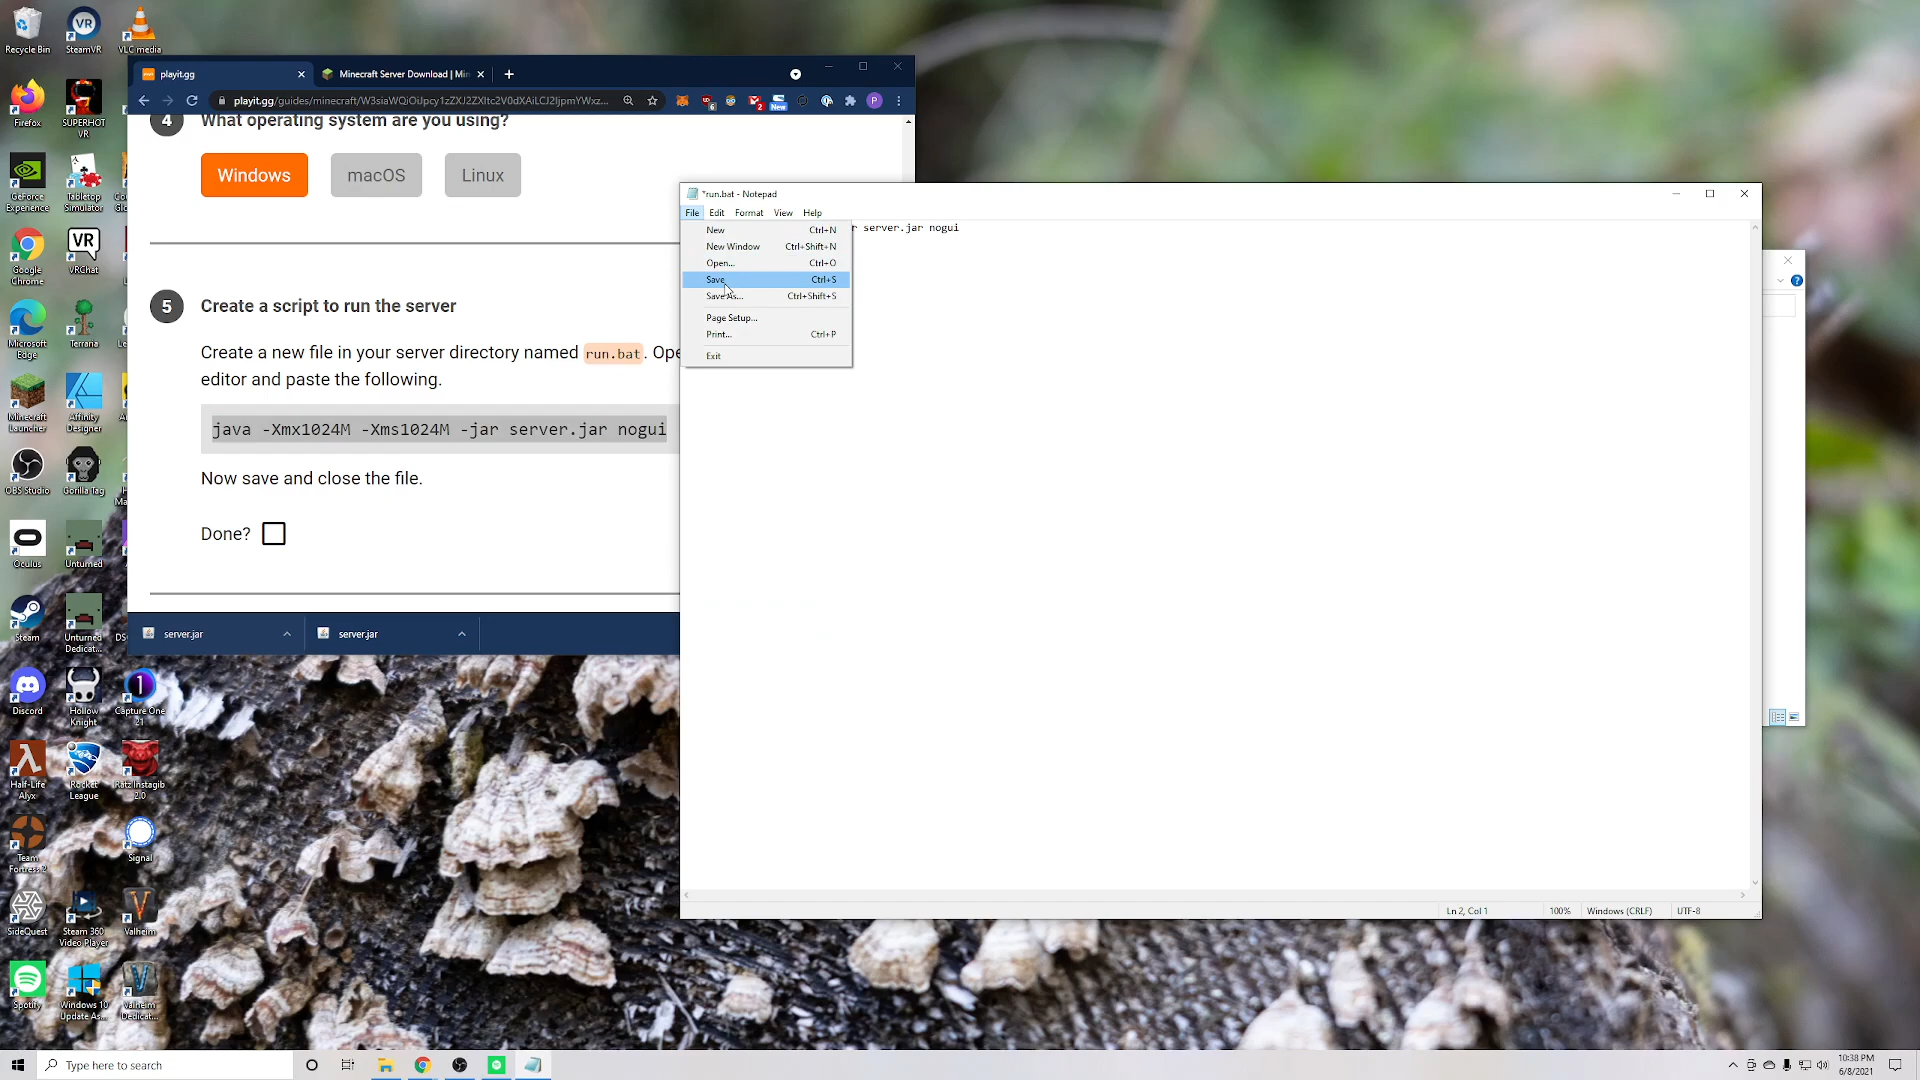 Recycle Bin
SteamVR
VLC media
Firefox
SUPERHOT VR
GeForce Experience
Tabletop Simulator
Google Chrome
VRChat
Microsoft Edge
Terraria
Minecraft Launcher
Affinity Designer
OBS Studio
Gorilla Tag
Oculus
Unturned
Steam
Unturned Dedicat...
Discord
Hollow Knight
Capture One 21
Half-Life Alyx
Rocket League
Ratz Instagib 2.0
Team Fortress 2
Signal
SideQuest
Steam 360 Video Player
Valheim
Spotify
Windows 10 Update As...
Valheim Dedicat...
playit.gg
Minecraft Server Download | Min
playit.gg/guides/minecraft/W3siaWQiOiJpcy1zZXJ2ZXItc2V0dXAiLCJ2IjpmYWxz...
4
What operating system are you using?
Windows
macOS
Linux
5
Create a script to run the server
Create a new file in your server directory named run.bat. Ope
editor and paste the following.
java -Xmx1024M -Xms1024M -jar server.jar nogui
Now save and close the file.
Done?
server.jar
server.jar
*run.bat - Notepad
File Edit Format View Help
r server.jar nogui
New Ctrl+N
New Window Ctrl+Shift+N
Open... Ctrl+O
Save Ctrl+S
Save As... Ctrl+Shift+S
Page Setup...
Print... Ctrl+P
Exit
Ln 2, Col 1
100%
Windows (CRLF)
UTF-8
Type here to search
10:38 PM
6/8/2021